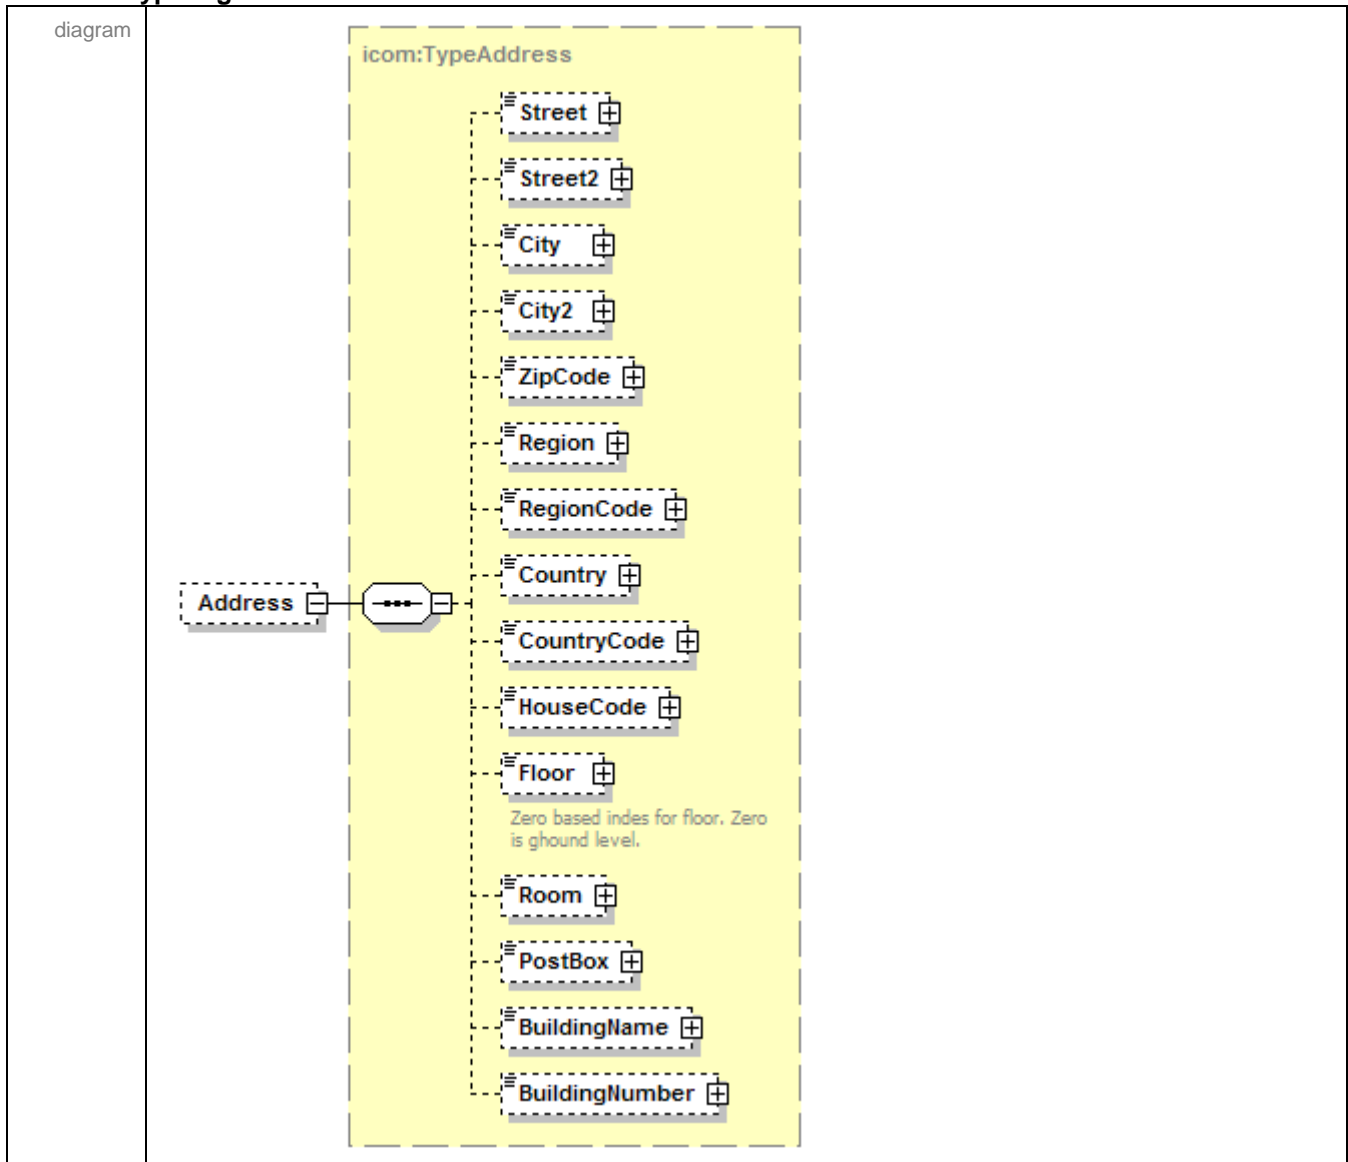 diagram
icom:TypeAddress
Street
Street2
City
City2
ZipCode
Region
RegionCode
Country
Address
CountryCode
HouseCode
Floor
Zero based indes for floor. Zero
is ghound level.
Room
PostBox
BuildingName
BuildingNumber